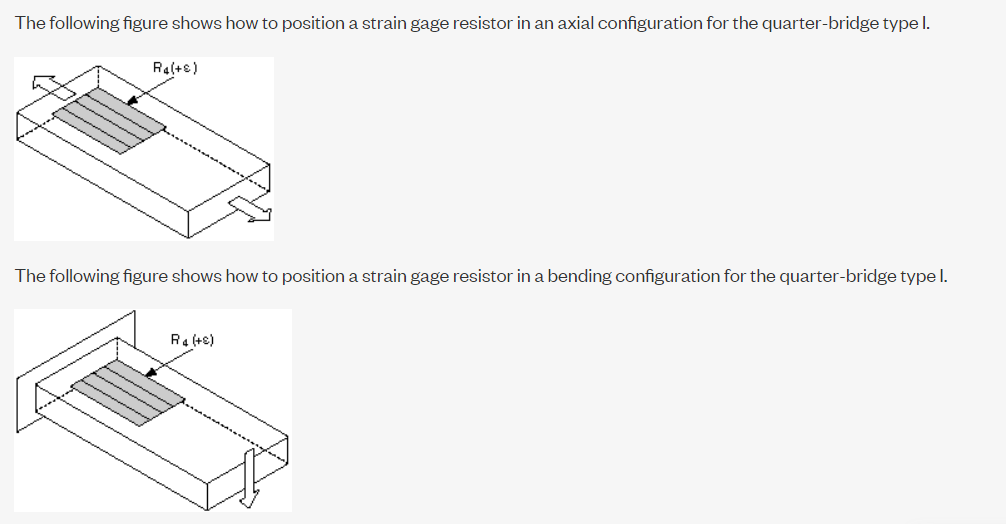 The following figure shows how to position a strain gage resistor in an axial configuration for the quarter-bridge type I.
R4(+ε)
The following figure shows how to position a strain gage resistor in a bending configuration for the quarter-bridge type I.
R4 (+ε)